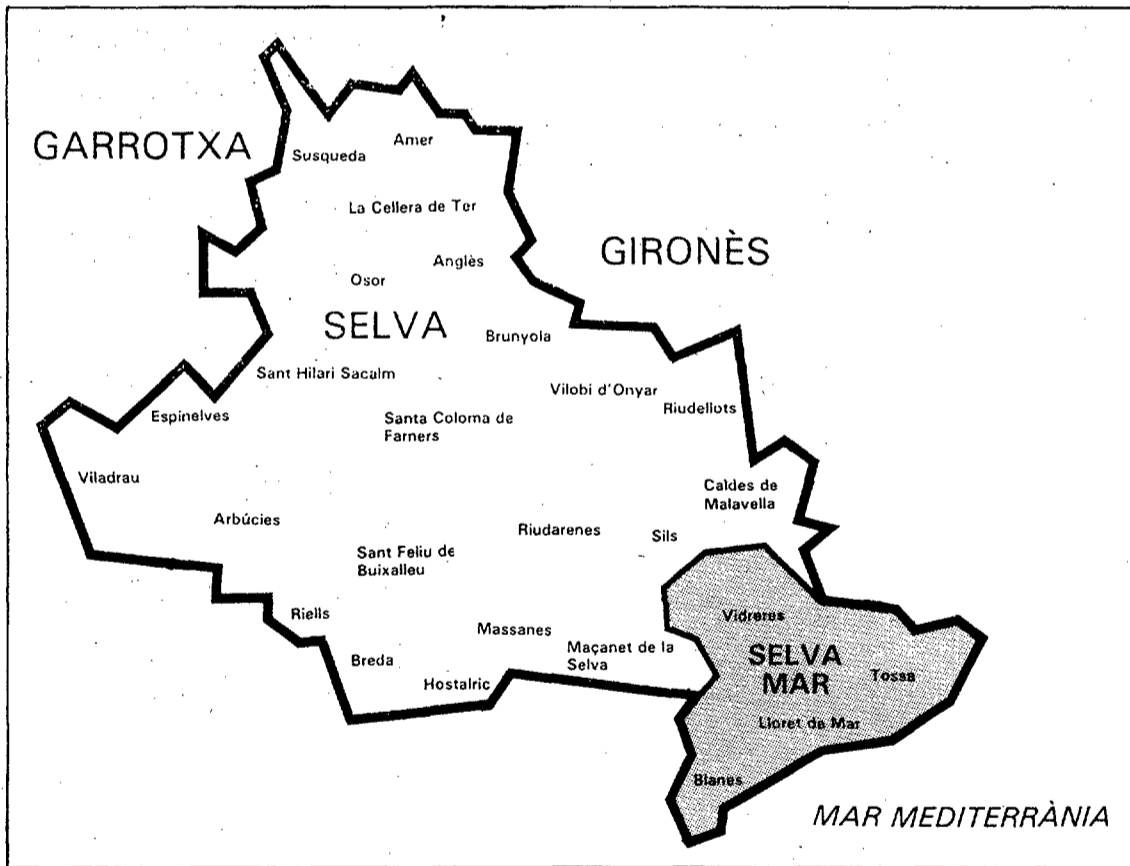 GARROTXA
Susqueda
Amer
La Cellera de Ter
GIRONÈS
Anglès
Osor
SELVA
Brunyola
Sant Hilari Sacalm
Vilobi d'Onyar
Riudellots
Espinelves
Santa Coloma de
Farners
Viladrau
Caldes de
Malavella
Arbúcies
Riudarenes
Sils
Sant Feliu de
Buixalleu
Riells
Vidreres
Massanes
Maçanet de la
Selva
SELVA
MAR
Breda
Tossa
Hostalric
Lloret de Mar
Blanes
MAR MEDITERRÀNIA